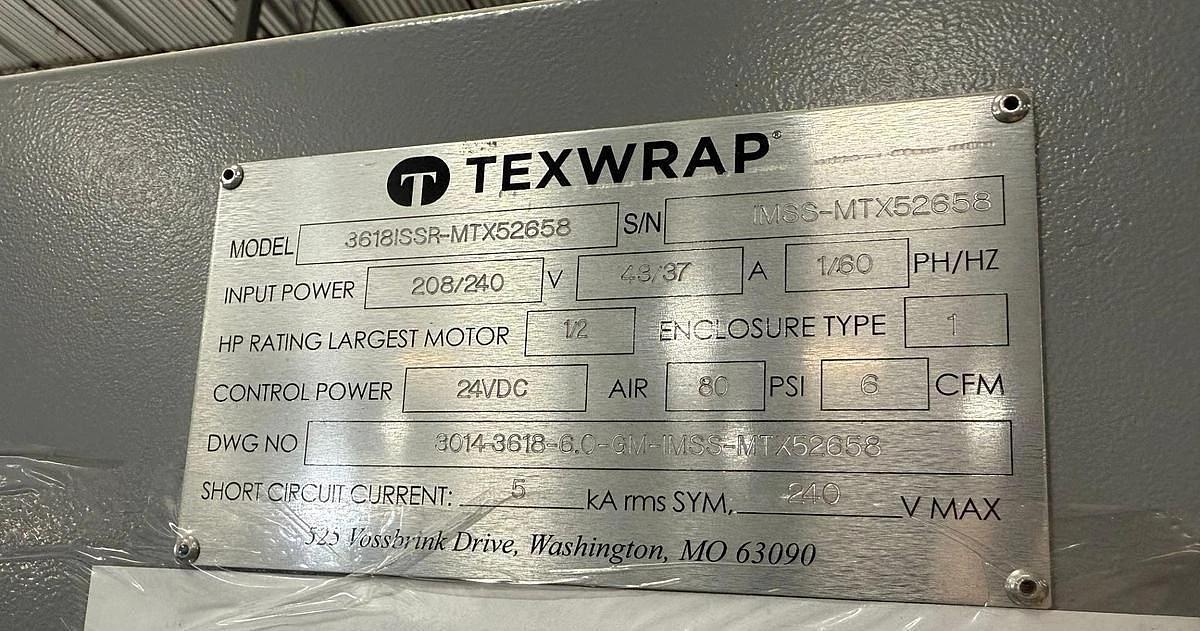 T TEXWRAP®
MODEL 3618ISSR-MTX52658 S/N IMSS-MTX52658
INPUT POWER 208/240 V 43/37 A 1/60 PH/HZ
HP RATING LARGEST MOTOR 1/2 ENCLOSURE TYPE 1
CONTROL POWER 24VDC AIR 80 PSI 6 CFM
DWG NO 3014-3618-6.0-GM-IMSS-MTX52658
SHORT CIRCUIT CURRENT: 5 kA rms SYM, 240 V MAX
525 Vossbrink Drive, Washington, MO 63090